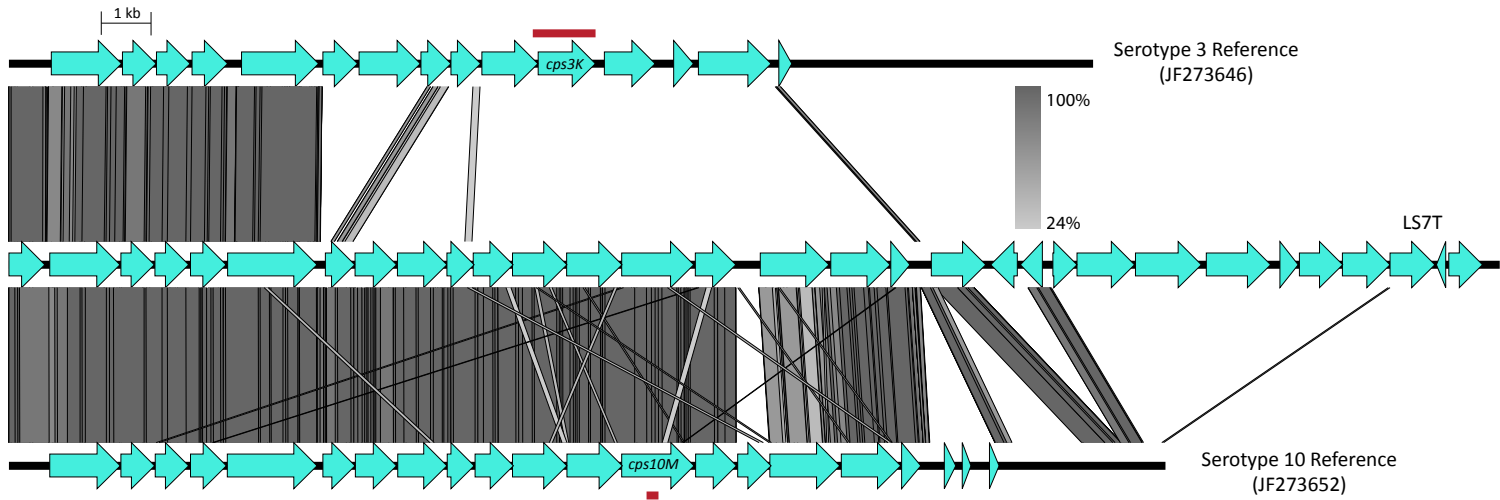 1 kb
cps3K
Serotype 3 Reference
(JF273646)
100%
24%
LS7T
cps10M
Serotype 10 Reference
(JF273652)